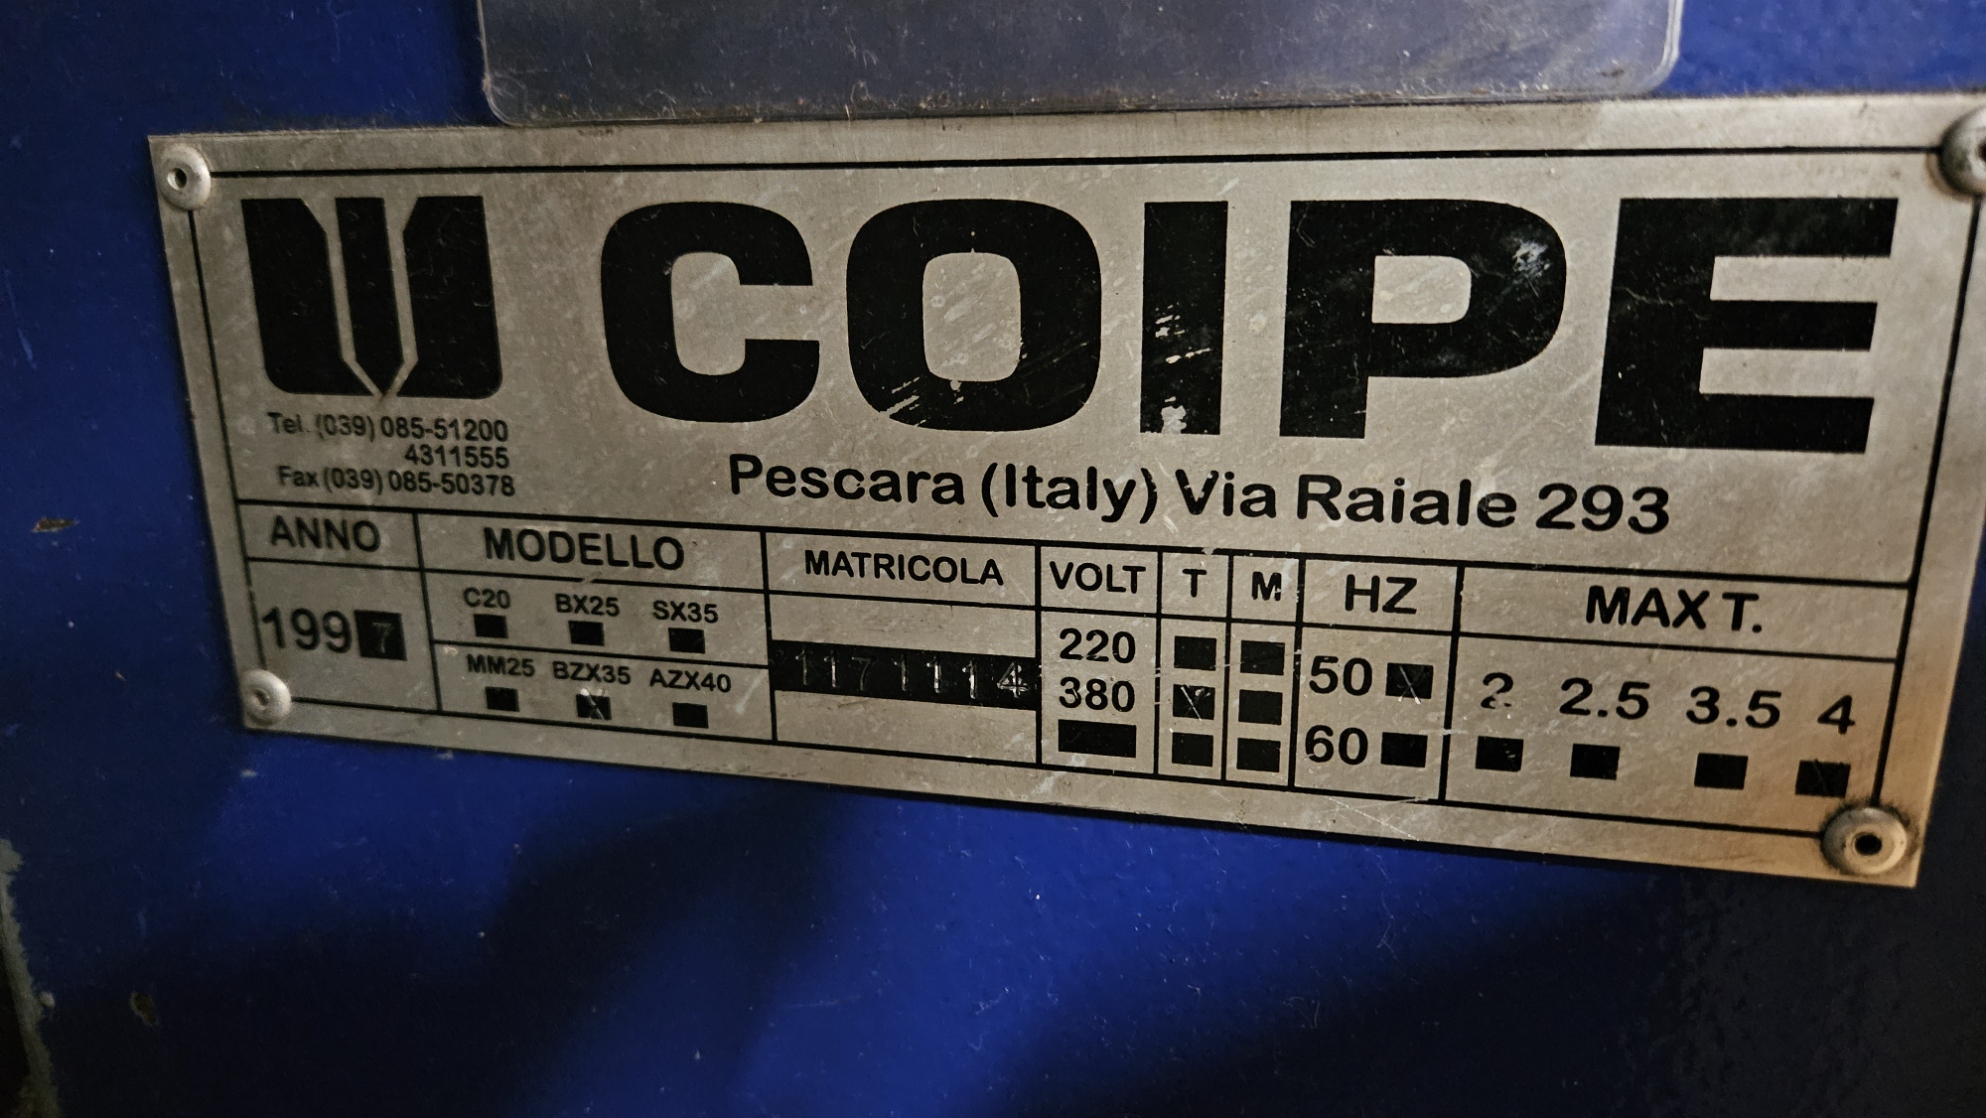 COIPE
Tel. (039) 085-51200
4311555
Fax (039) 085-50378
Pescara (Italy) Via Raiale 293
ANNO MODELLO MATRICOLA VOLT T M HZ MAX T.
1997
C20 BX25 SX35
MM25 BZX35 AZX40
1171114
220
380
50
60
2 2.5 3.5 4